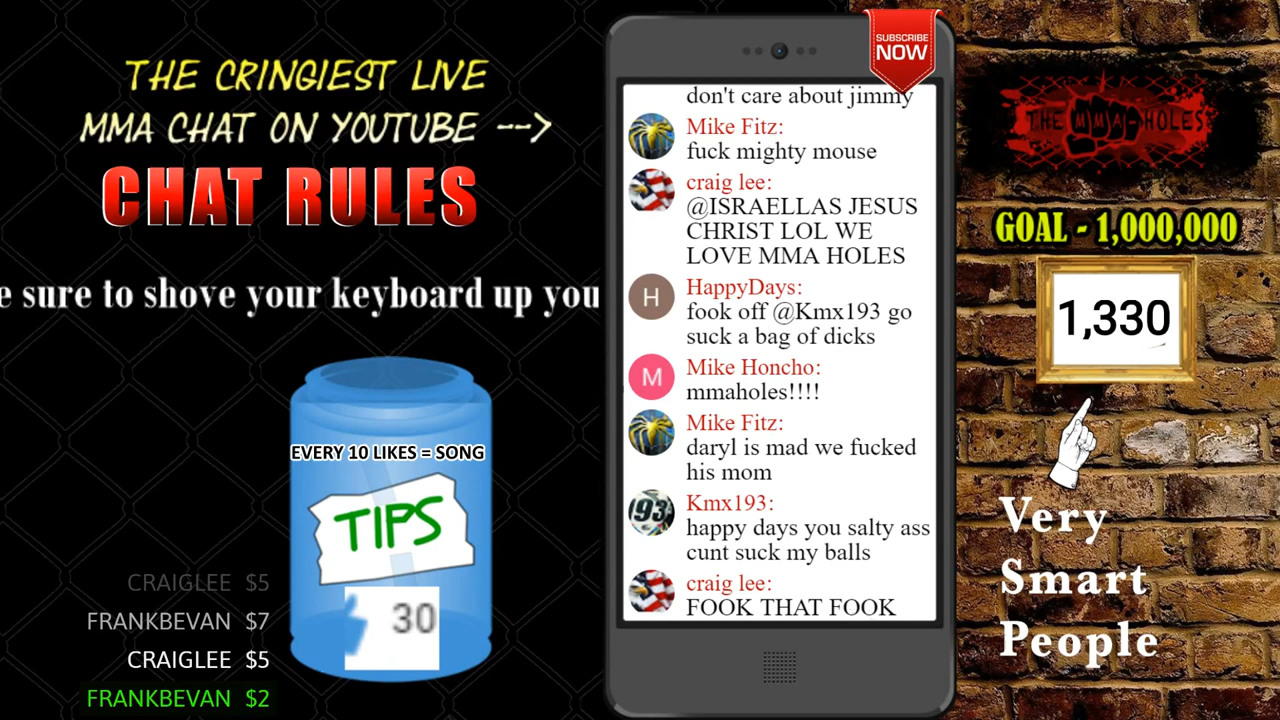 THE CRINGIEST LIVE
MMA CHAT ON YOUTUBE -->
CHAT RULES
e sure to shove your keyboard up you
EVERY 10 LIKES = SONG
TIPS
30
CRAIGLEE $5
FRANKBEVAN $7
CRAIGLEE $5
FRANKBEVAN $2
SUBSCRIBE
NOW
don't care about jimmy
Mike Fitz:
fuck mighty mouse
craig lee:
@ISRAELLAS JESUS
CHRIST LOL WE
LOVE MMA HOLES
H
HappyDays:
fook off @Kmx193 go
suck a bag of dicks
M
Mike Honcho:
mmaholes!!!!
Mike Fitz:
daryl is mad we fucked
his mom
93
Kmx193:
happy days you salty ass
cunt suck my balls
craig lee:
FOOK THAT FOOK
THE MMA-HOLES
GOAL - 1,000,000
1,330
Very
Smart
People